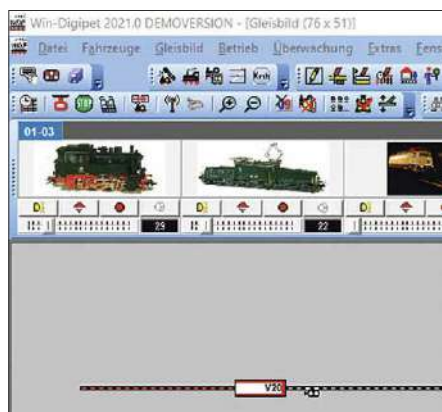 Win-Digipet 2021.0 DEMOVERSION - [Gleisbild (76 x 51)]
Datei Fahrzeuge Gleisbild Betrieb Überwachung Extras Fens
STOP
01-03
29 22
V20